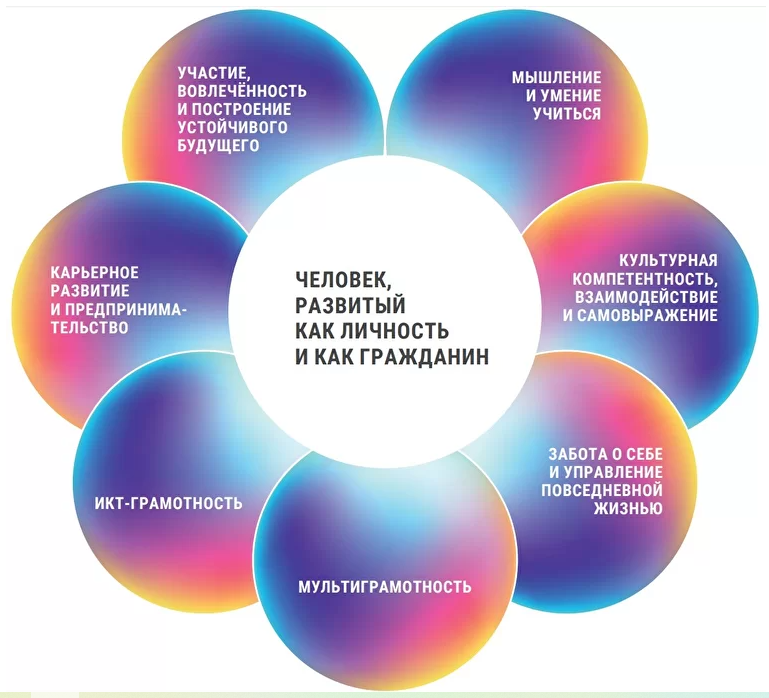 УЧАСТИЕ,
ВОВЛЕЧЁННОСТЬ
И ПОСТРОЕНИЕ
УСТОЙЧИВОГО
БУДУЩЕГО
МЫШЛЕНИЕ
И УМЕНИЕ
УЧИТЬСЯ
КУЛЬТУРНАЯ
КОМПЕТЕНТНОСТЬ,
ВЗАИМОДЕЙСТВИЕ
И САМОВЫРАЖЕНИЕ
КАРЬЕРНОЕ
РАЗВИТИЕ
И ПРЕДПРИНИМА-
ТЕЛЬСТВО
ЧЕЛОВЕК,
РАЗВИТЫЙ
КАК ЛИЧНОСТЬ
И КАК ГРАЖДАНИН
ЗАБОТА О СЕБЕ
И УПРАВЛЕНИЕ
ПОВСЕДНЕВНОЙ
ЖИЗНЬЮ
ИКТ-ГРАМОТНОСТЬ
МУЛЬТИГРАМОТНОСТЬ